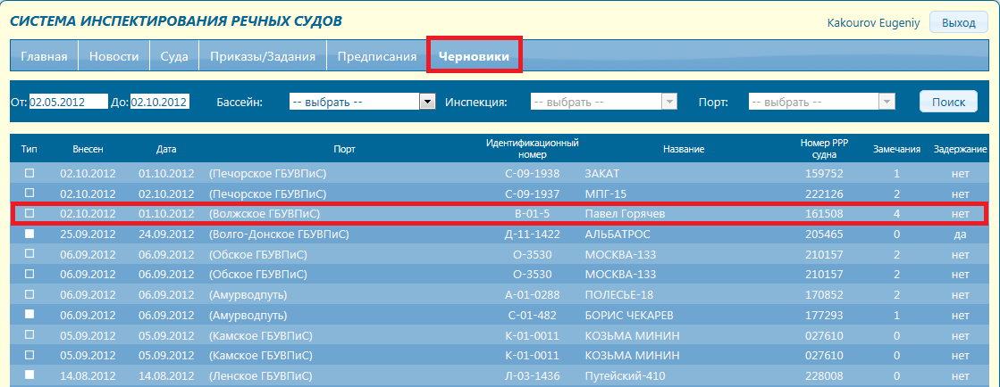 СИСТЕМА ИНСПЕКТИРОВАНИЯ РЕЧНЫХ СУДОВ
Kakourov Eugeniy Выход
Главная Новости Суда Приказы/Задания Предписания Черновики
От: 02.05.2012 До: 02.10.2012 Бассейн: -- выбрать -- Инспекция: -- выбрать -- Порт: -- выбрать -- Поиск
Тип Внесен Дата Порт Идентификационный номер Название Номер РРР судна Замечания Задержание
02.10.2012 01.10.2012 (Печорское ГБУВПиС) С-09-1938 ЗАКАТ 159752 1 нет
02.10.2012 02.10.2012 (Печорское ГБУВПиС) С-09-1937 МПГ-15 222126 2 нет
02.10.2012 01.10.2012 (Волжское ГБУВПиС) В-01-5 Павел Горячев 161508 4 нет
25.09.2012 24.09.2012 (Волго-Донское ГБУВПиС) Д-11-1422 АЛЬБАТРОС 205465 0 да
06.09.2012 06.09.2012 (Обское ГБУВПиС) О-3530 МОСКВА-133 210157 2 нет
06.09.2012 06.09.2012 (Обское ГБУВПиС) О-3530 МОСКВА-133 210157 2 нет
06.09.2012 06.09.2012 (Амурводпуть) А-01-0288 ПОЛЕСЬЕ-18 170852 2 нет
06.09.2012 06.09.2012 (Амурводпуть) С-01-482 БОРИС ЧЕКАРЕВ 177293 1 нет
05.09.2012 05.09.2012 (Камское ГБУВПиС) К-01-0011 КОЗЬМА МИНИН 027610 0 нет
05.09.2012 05.09.2012 (Камское ГБУВПиС) К-01-0011 КОЗЬМА МИНИН 027610 0 нет
14.08.2012 14.08.2012 (Ленское ГБУВПиС) Л-03-1436 Путейский-410 228008 0 нет